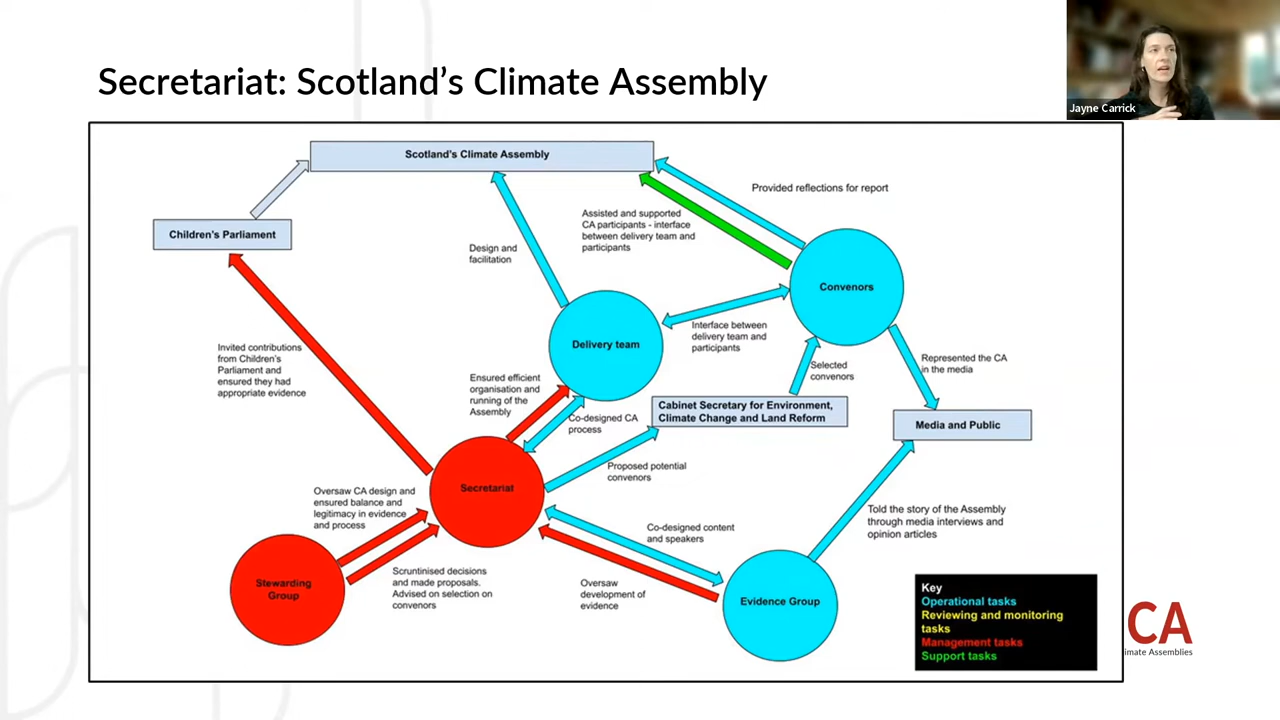 Secretariat: Scotland's Climate Assembly
Jayne Carrick
Scotland's Climate Assembly
Children's Parliament
Provided reflections for report
Assisted and supported
CA participants - interface
between delivery team and
participants
Design and
facilitation
Convenors
Delivery team
Interface between
delivery team and
participants
Invited contributions
from Children's
Parliament and
ensured they had
appropriate evidence
Selected
convenors
Represented the CA
in the media
Ensured efficient
organisation and
running of the
Assembly
Co-designed CA
process
Cabinet Secretary for Environment,
Climate Change and Land Reform
Media and Public
Proposed potential
convenors
Secretariat
Oversaw CA design and
ensured balance and
legitimacy in evidence
and process
Co-designed content
and speakers
Told the story of the Assembly
through media interviews and
opinion articles
Stewarding
Group
Scruntinised decisions
and made proposals.
Advised on selection on
convenors
Oversaw
development of
evidence
Evidence Group
Key
Operational tasks
Reviewing and monitoring
tasks
Management tasks
Support tasks
CA
imate Assemblies